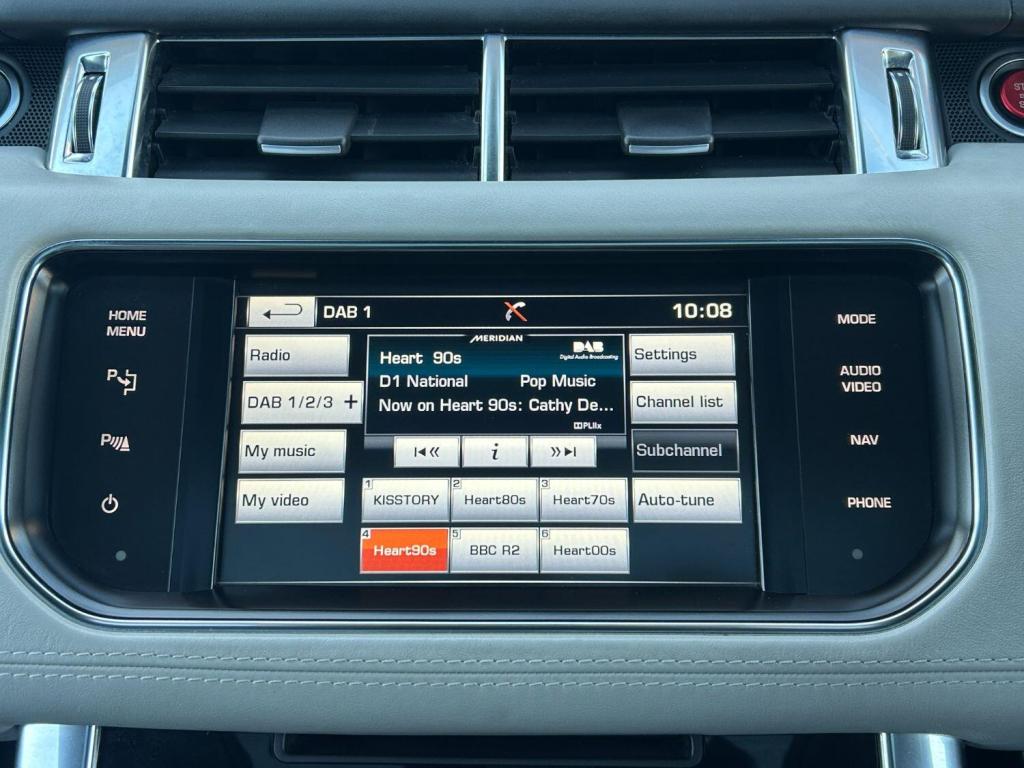 ST
HOME
MENU
P
P
DAB 1
10:08
Radio
DAB 1/2/3 +
My music
My video
MERIDIAN
Heart 90s
DAB
Digital Audio Broadcasting
D1 National Pop Music
Now on Heart 90s: Cathy De...
PLIIx
i
1 KISSTORY
2 Heart80s
3 Heart70s
4 Heart90s
5 BBC R2
6 Heart00s
Settings
Channel list
Subchannel
Auto-tune
MODE
AUDIO
VIDEO
NAV
PHONE